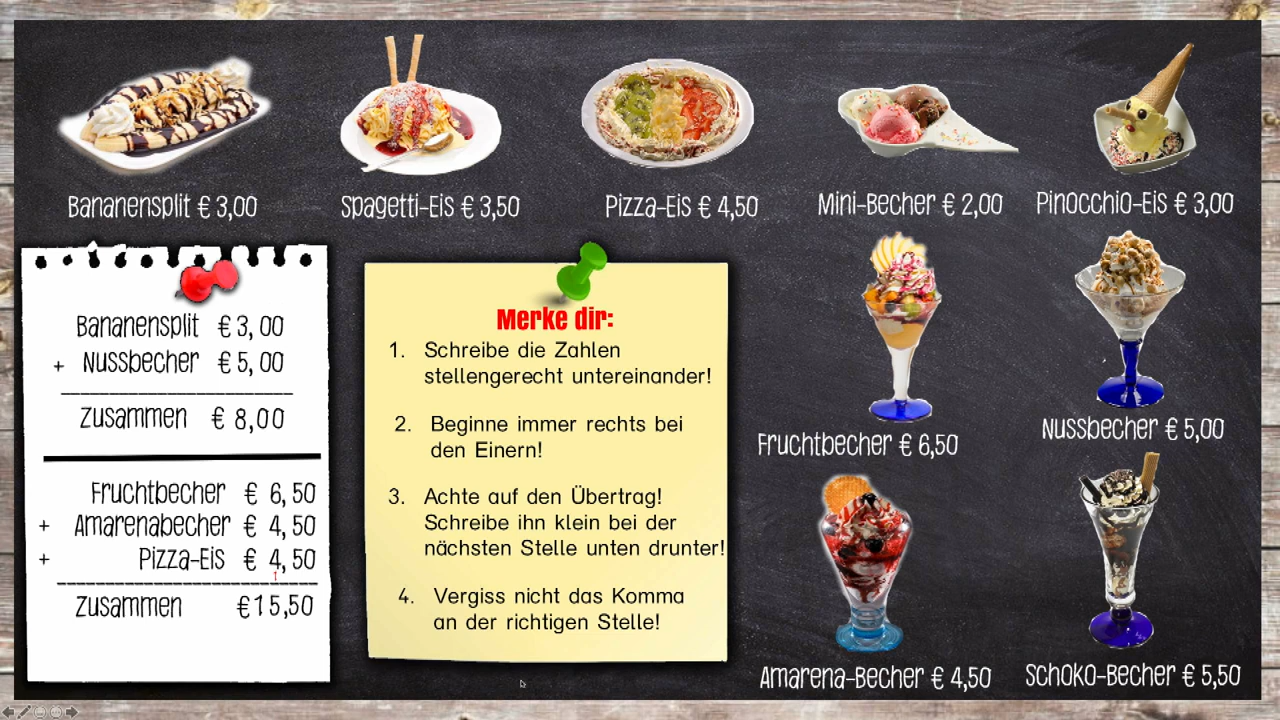 Bananensplit € 3,00
Spagetti-Eis € 3,50
Pizza-Eis € 4,50
Mini-Becher € 2,00
Pinocchio-Eis € 3,00
Bananensplit € 3, 00
+ Nussbecher € 5, 00
Zusammen € 8,00
Fruchtbecher € 6, 50
+ Amarenabecher € 4, 50
+ Pizza-Eis € 4, 50
1
Zusammen € 15,50
Merke dir:
1. Schreibe die Zahlen
stellengerecht untereinander!
2. Beginne immer rechts bei
den Einern!
3. Achte auf den Übertrag!
Schreibe ihn klein bei der
nächsten Stelle unten drunter!
4. Vergiss nicht das Komma
an der richtigen Stelle!
Fruchtbecher € 6,50
Nussbecher € 5,00
Amarena-Becher € 4,50
Schoko-Becher € 5,50